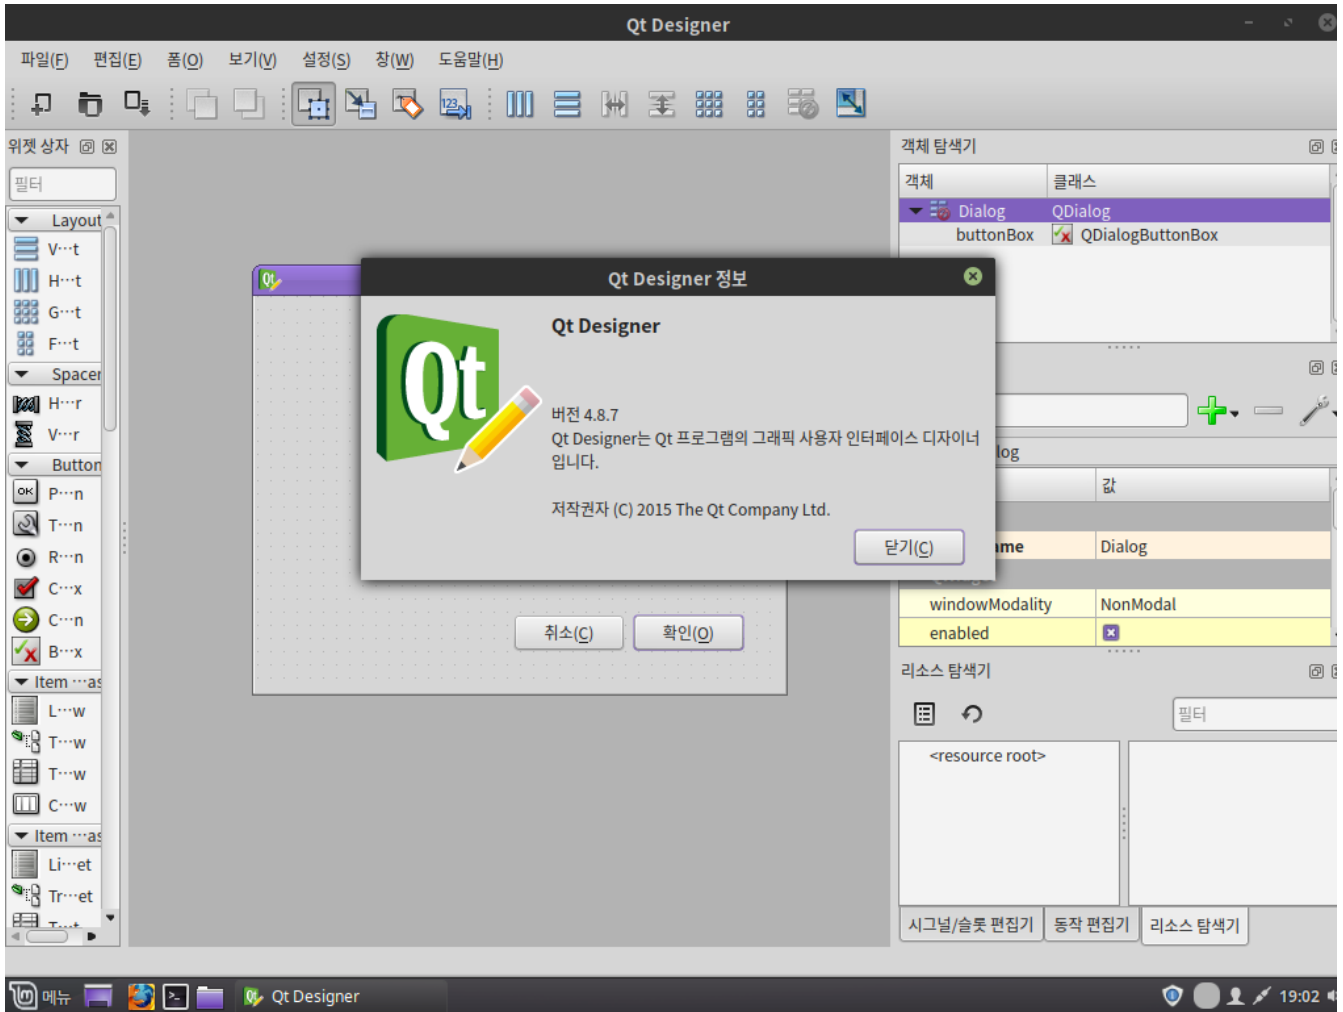 Qt Designer
파일(F) 편집(E) 폼(O) 보기(V) 설정(S) 창(W) 도움말(H)
위젯 상자
필터
Layout
V···t
H···t
G···t
F···t
Spacer
H···r
V···r
Button
P···n
T···n
R···n
C···x
C···n
B···x
Item ···as
L···w
T···w
T···w
C···w
Item ···as
Li···et
Tr···et
Qt Designer 정보
Qt
Qt Designer
버전 4.8.7
Qt Designer는 Qt 프로그램의 그래픽 사용자 인터페이스 디자이너
입니다.
저작권자 (C) 2015 The Qt Company Ltd.
닫기(C)
취소(C) 확인(O)
객체 탐색기
객체 클래스
Dialog QDialog
buttonBox QDialogButtonBox
log
값
ame Dialog
windowModality NonModal
enabled
리소스 탐색기
필터
<resource root>
시그널/슬롯 편집기 동작 편집기 리소스 탐색기
메뉴 Qt Designer 19:02